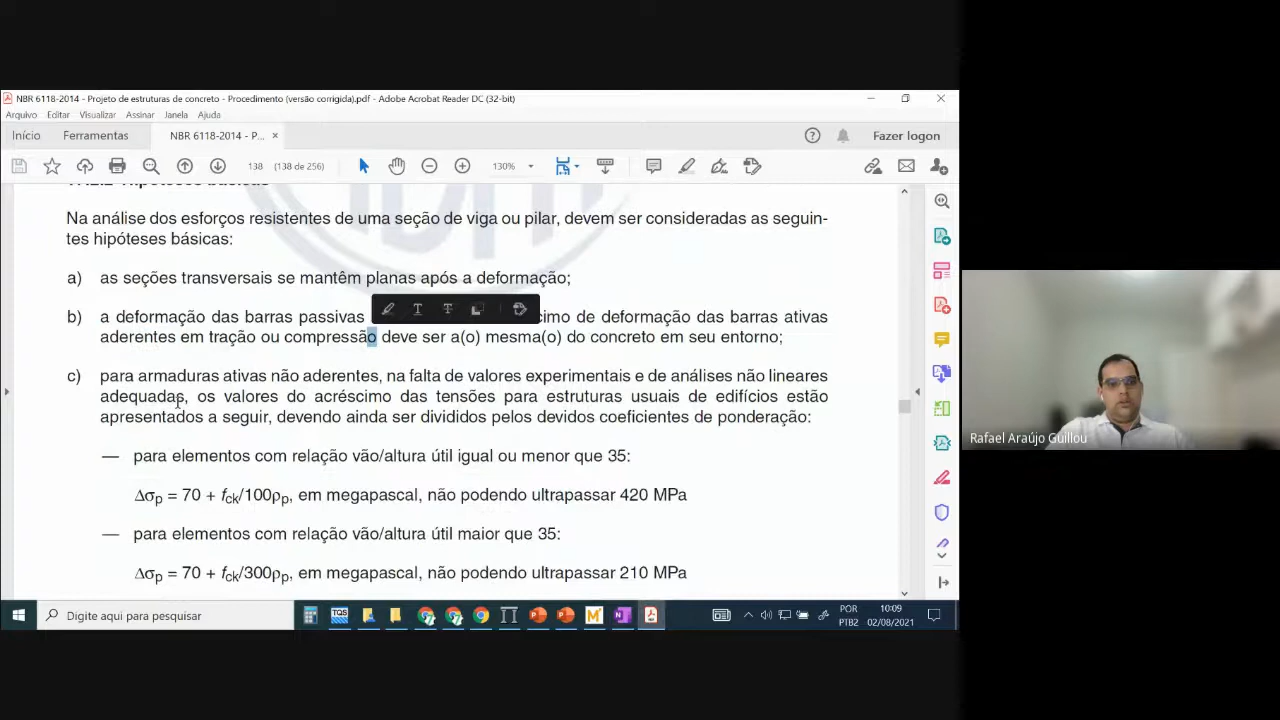 NBR 6118-2014 - Projeto de estruturas de concreto - Procedimento (versão corrigida).pdf - Adobe Acrobat Reader DC (32-bit)
Arquivo Editar Visualizar Assinar Janela Ajuda
Início Ferramentas NBR 6118-2014 - P... × Fazer logon
138 (138 de 256) 130%
Hipóteses básicas
Na análise dos esforços resistentes de uma seção de viga ou pilar, devem ser consideradas as seguin-
tes hipóteses básicas:
a) as seções transversais se mantêm planas após a deformação;
b) a deformação das barras passivas cimo de deformação das barras ativas
aderentes em tração ou compressão deve ser a(o) mesma(o) do concreto em seu entorno;
c) para armaduras ativas não aderentes, na falta de valores experimentais e de análises não lineares
adequadas, os valores do acréscimo das tensões para estruturas usuais de edifícios estão
apresentados a seguir, devendo ainda ser divididos pelos devidos coeficientes de ponderação:
— para elementos com relação vão/altura útil igual ou menor que 35:
Δσp = 70 + fck/100ρp, em megapascal, não podendo ultrapassar 420 MPa
— para elementos com relação vão/altura útil maior que 35:
Δσp = 70 + fck/300ρp, em megapascal, não podendo ultrapassar 210 MPa
Rafael Araújo Guillou
Digite aqui para pesquisar
TQS
POR
PTB2
10:09
02/08/2021